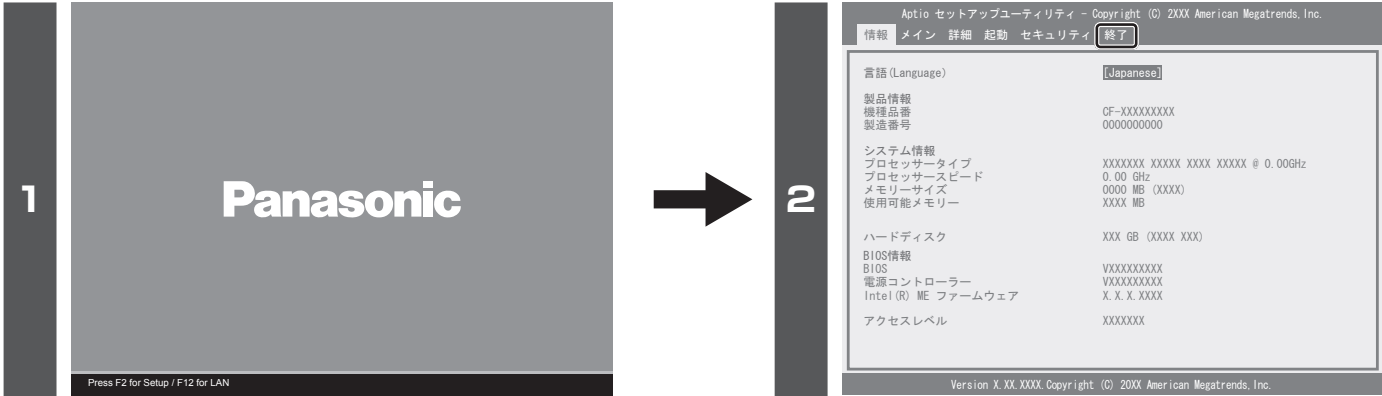 1
Panasonic
Press F2 for Setup / F12 for LAN
2
Aptio セットアップユーティリティ - Copyright (C) 2XXX American Megatrends, Inc.
情報 メイン 詳細 起動 セキュリティ 終了
言語(Language) [Japanese]
製品情報
機種品番 CF-XXXXXXXXX
製造番号 0000000000
システム情報
プロセッサータイプ XXXXXXX XXXXX XXXX XXXXX @ 0.00GHz
プロセッサースピード 0.00 GHz
メモリーサイズ 0000 MB (XXXX)
使用可能メモリー XXXX MB
ハードディスク XXX GB (XXXX XXX)
BIOS情報
BIOS VXXXXXXXXX
電源コントローラー VXXXXXXXXX
Intel(R) ME ファームウェア X.X.X.XXXX
アクセスレベル XXXXXXX
Version X.XX.XXXX.Copyright (C) 20XX American Megatrends, Inc.